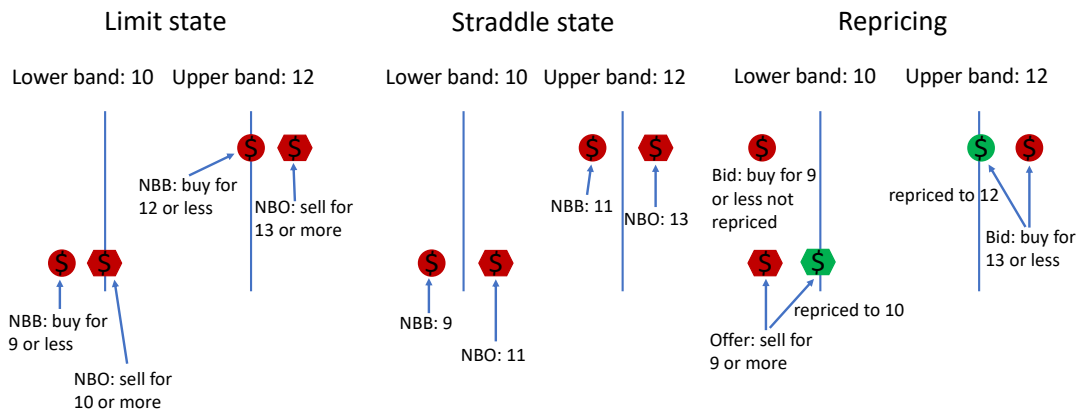 Limit state
Straddle state
Repricing
Lower band: 10
Upper band: 12
Lower band: 10
Upper band: 12
Lower band: 10
Upper band: 12
$
$
NBB: buy for
12 or less
NBO: sell for
13 or more
$
$
NBB: buy for
9 or less
NBO: sell for
10 or more
$
$
NBB: 11
NBO: 13
$
$
NBB: 9
NBO: 11
$
Bid: buy for 9
or less not
repriced
$
$
repriced to 12
Bid: buy for
13 or less
$
$
repriced to 10
Offer: sell for
9 or more